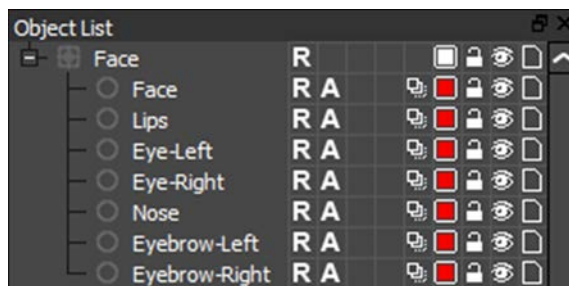 Object List
Face R
Face R A
Lips R A
Eye-Left R A
Eye-Right R A
Nose R A
Eyebrow-Left R A
Eyebrow-Right R A